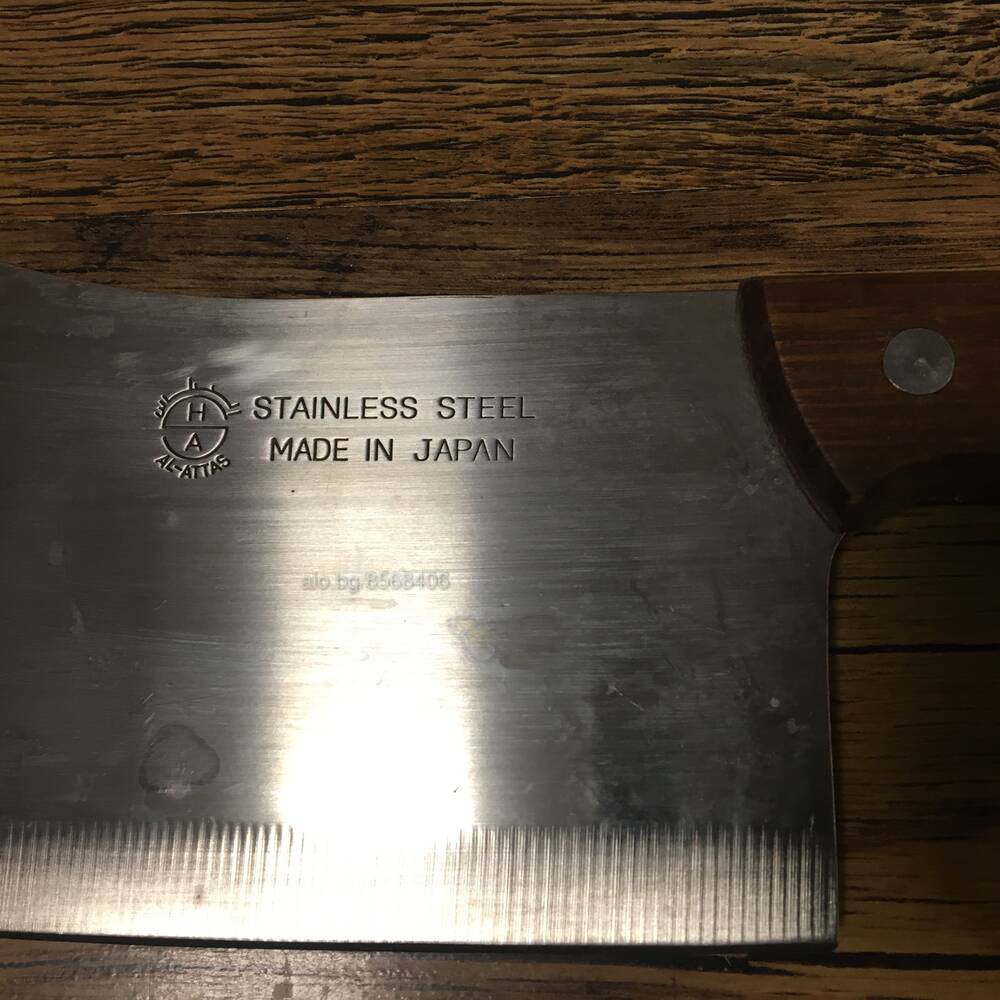 H
A
AL-ATTAS
STAINLESS STEEL
MADE IN JAPAN
alo.bg 8568406